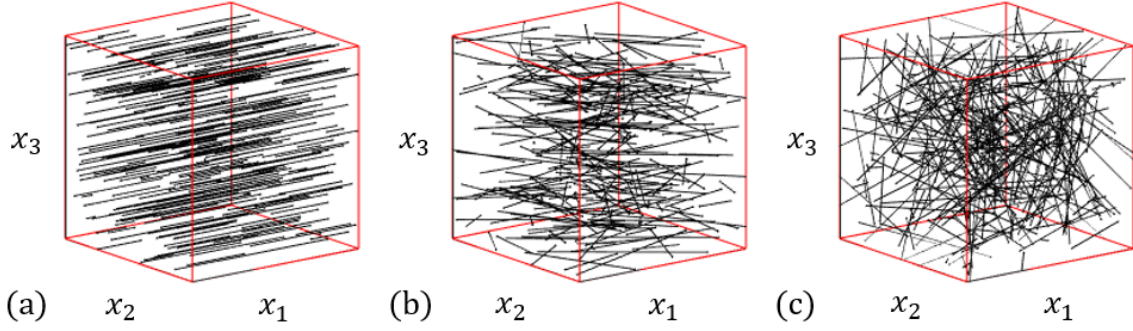 x₃ x₃ x₃
(a) x₂ x₁ (b) x₂ x₁ (c) x₂ x₁